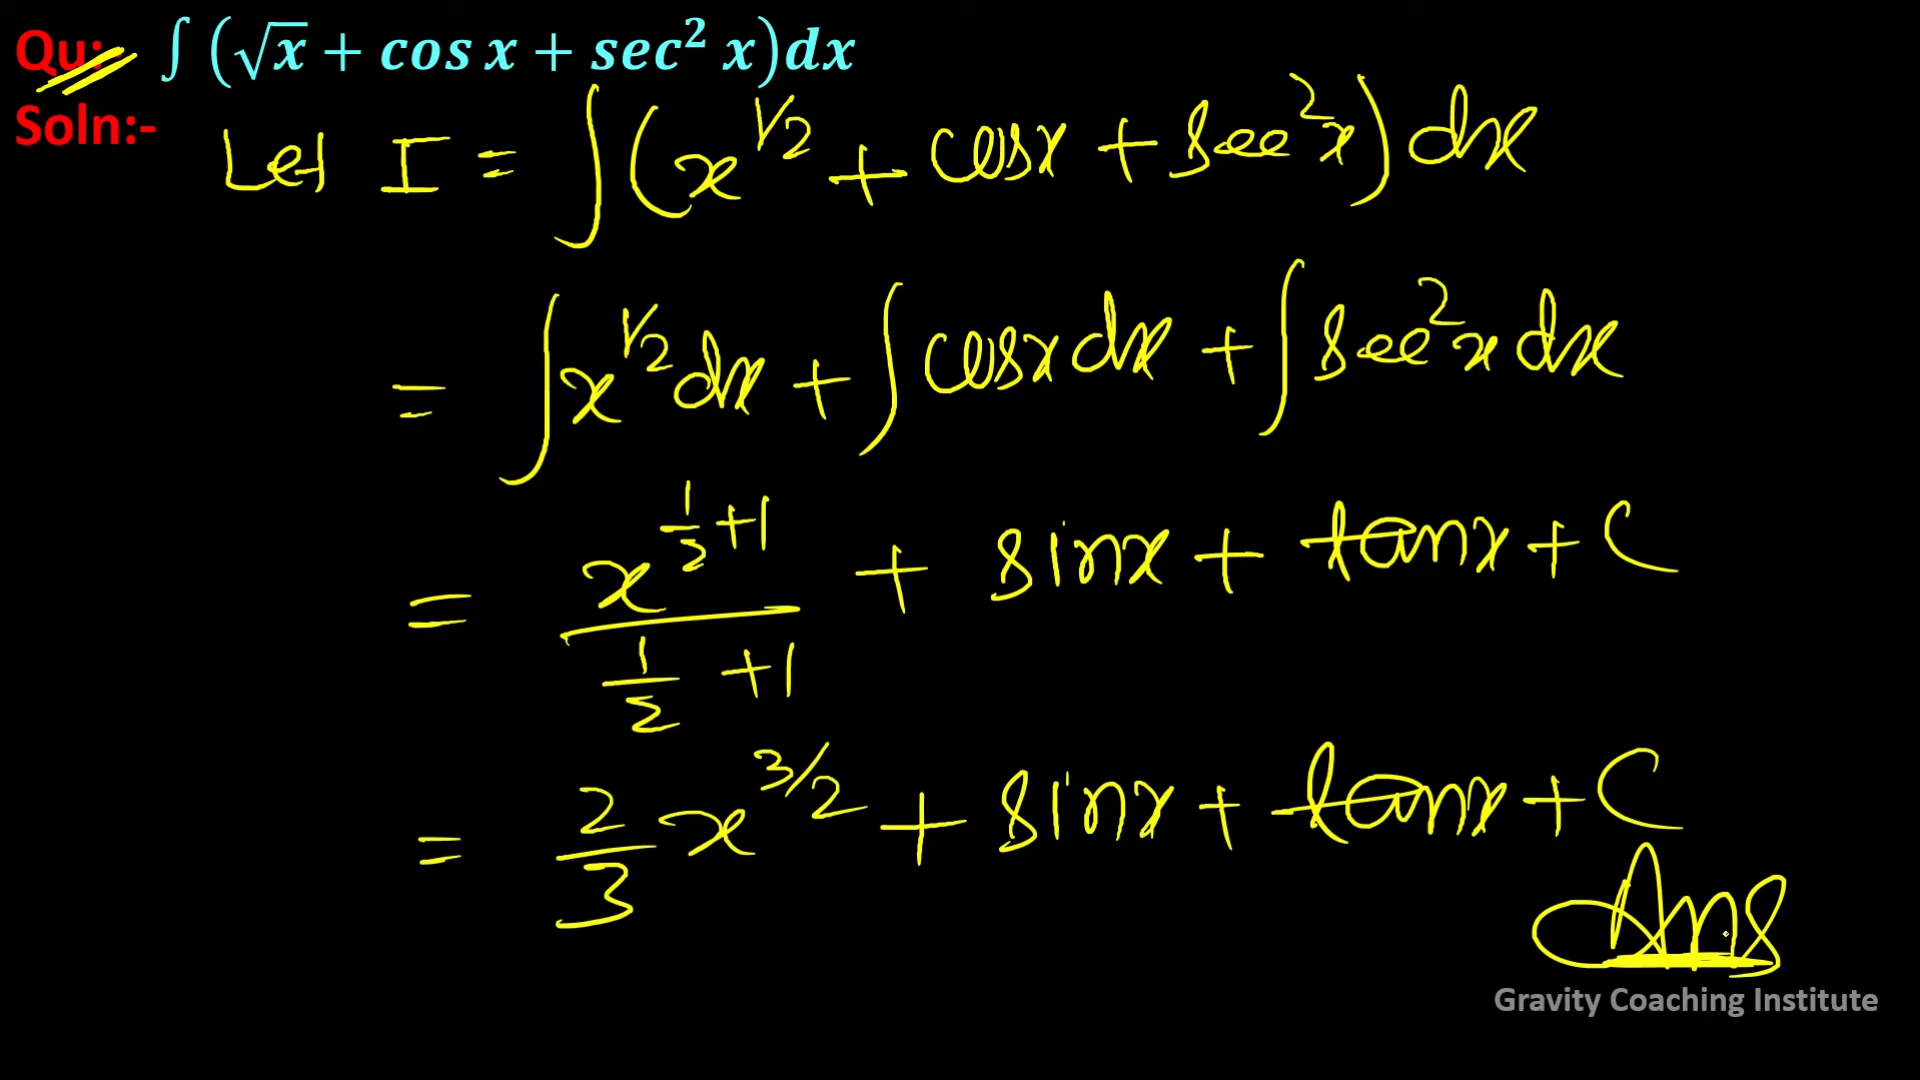 Qu:- ∫ (√x + cos x + sec² x)dx
Soln:- Let I = ∫ (x^1/2 + cosx + sec²x) dx
= ∫ x^1/2 dx + ∫ cosx dx + ∫ sec²x dx
= x^(1/2 + 1) / (1/2 + 1) + sinx + tanx + C
= 2/3 x^3/2 + sinx + tanx + C
Ans
Gravity Coaching Institute